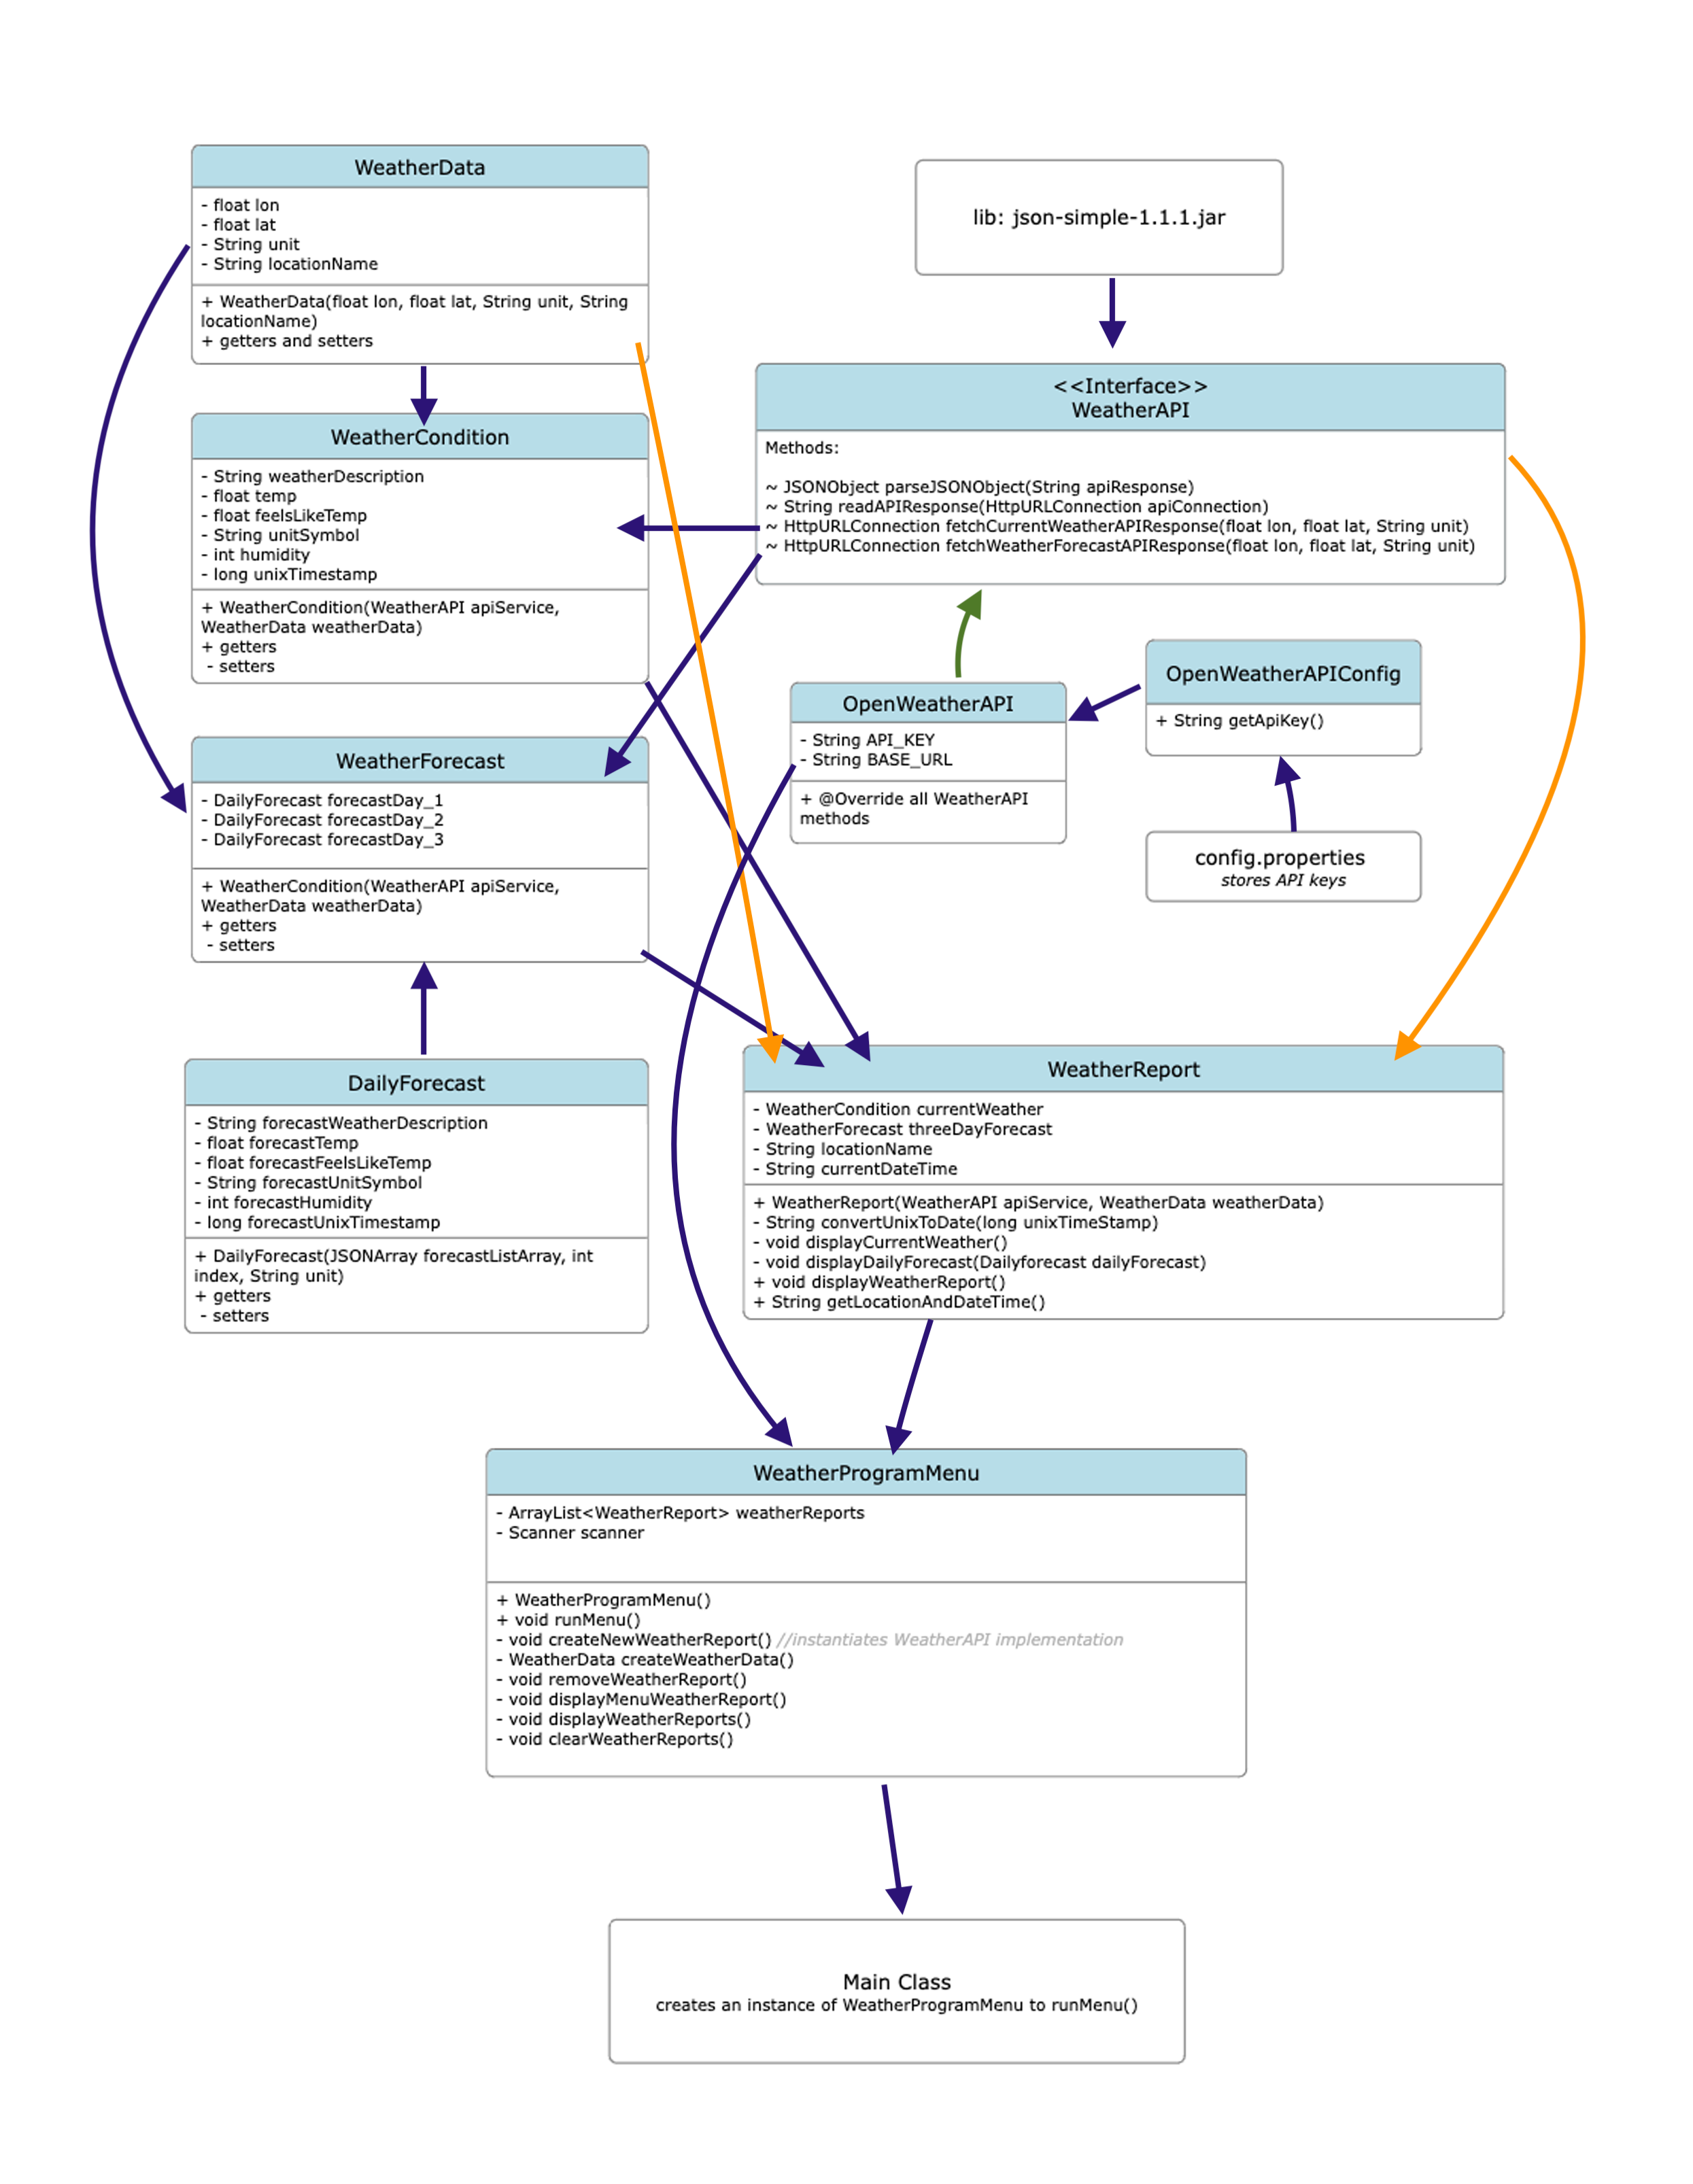 WeatherData
- float lon
- float lat
- String unit
- String locationName
+ WeatherData(float lon, float lat, String unit, String
locationName)
+ getters and setters
lib: json-simple-1.1.1.jar
<<Interface>>
WeatherAPI
Methods:
~ JSONObject parseJSONObject(String apiResponse)
~ String readAPIResponse(HttpURLConnection apiConnection)
~ HttpURLConnection fetchCurrentWeatherAPIResponse(float lon, float lat, String unit)
~ HttpURLConnection fetchWeatherForecastAPIResponse(float lon, float lat, String unit)
WeatherCondition
- String weatherDescription
- float temp
- float feelsLikeTemp
- String unitSymbol
- int humidity
- long unixTimestamp
+ WeatherCondition(WeatherAPI apiService,
WeatherData weatherData)
+ getters
- setters
OpenWeatherAPI
- String API_KEY
- String BASE_URL
+ @Override all WeatherAPI
methods
OpenWeatherAPIConfig
+ String getApiKey()
config.properties
stores API keys
WeatherForecast
- DailyForecast forecastDay_1
- DailyForecast forecastDay_2
- DailyForecast forecastDay_3
+ WeatherCondition(WeatherAPI apiService,
WeatherData weatherData)
+ getters
- setters
DailyForecast
- String forecastWeatherDescription
- float forecastTemp
- float forecastFeelsLikeTemp
- String forecastUnitSymbol
- int forecastHumidity
- long forecastUnixTimestamp
+ DailyForecast(JSONArray forecastListArray, int
index, String unit)
+ getters
- setters
WeatherReport
- WeatherCondition currentWeather
- WeatherForecast threeDayForecast
- String locationName
- String currentDateTime
+ WeatherReport(WeatherAPI apiService, WeatherData weatherData)
- String convertUnixToDate(long unixTimeStamp)
- void displayCurrentWeather()
- void displayDailyForecast(Dailyforecast dailyForecast)
+ void displayWeatherReport()
+ String getLocationAndDateTime()
WeatherProgramMenu
- ArrayList<WeatherReport> weatherReports
- Scanner scanner
+ WeatherProgramMenu()
+ void runMenu()
- void createNewWeatherReport() //instantiates WeatherAPI implementation
- WeatherData createWeatherData()
- void removeWeatherReport()
- void displayMenuWeatherReport()
- void displayWeatherReports()
- void clearWeatherReports()
Main Class
creates an instance of WeatherProgramMenu to runMenu()